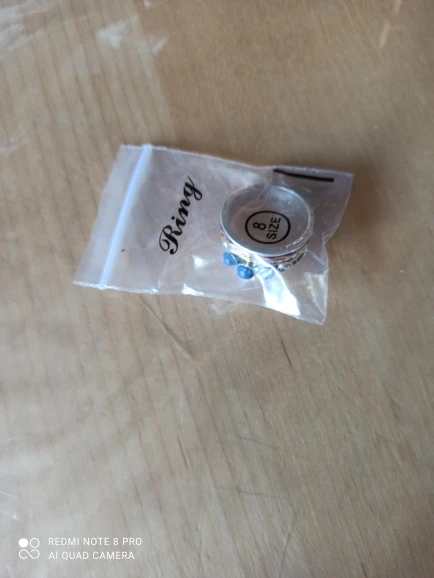 Ring
8
SIZE
REDMI NOTE 8 PRO
AI QUAD CAMERA